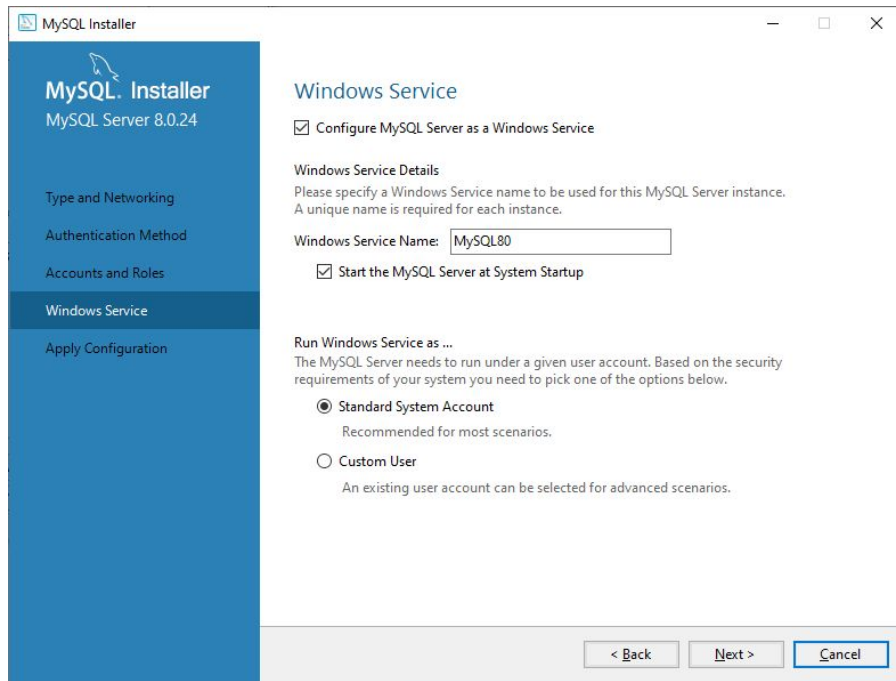 MySQL Installer
MySQL. Installer
MySQL Server 8.0.24
Type and Networking
Authentication Method
Accounts and Roles
Windows Service
Apply Configuration
Windows Service
Configure MySQL Server as a Windows Service
Windows Service Details
Please specify a Windows Service name to be used for this MySQL Server instance.
A unique name is required for each instance.
Windows Service Name: MySQL80
Start the MySQL Server at System Startup
Run Windows Service as ...
The MySQL Server needs to run under a given user account. Based on the security
requirements of your system you need to pick one of the options below.
Standard System Account
Recommended for most scenarios.
Custom User
An existing user account can be selected for advanced scenarios.
< Back Next > Cancel